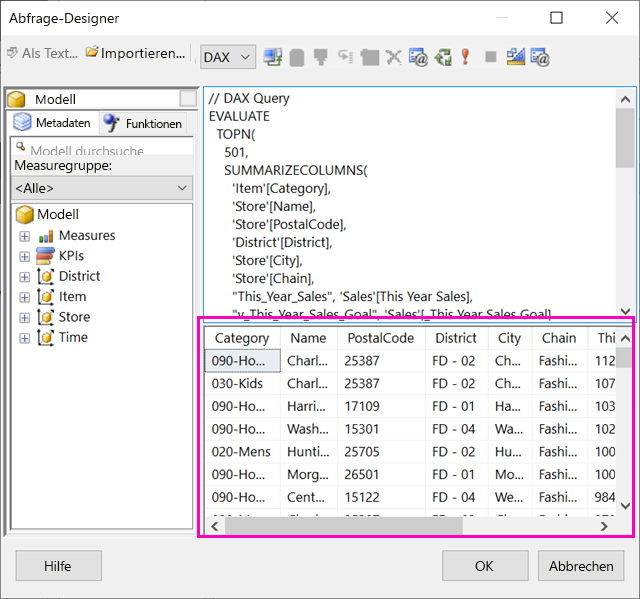 Abfrage-Designer
Als Text... Importieren... DAX
Modell
Metadaten Funktionen
Modell durchsuche
Measuregruppe:
<Alle>
Modell
Measures
KPIs
District
Item
Store
Time
// DAX Query
EVALUATE
TOPN(
501,
SUMMARIZECOLUMNS(
'Item'[Category],
'Store'[Name],
'Store'[PostalCode],
'District'[District],
'Store'[City],
'Store'[Chain],
"This_Year_Sales", 'Sales'[This Year Sales],
"v_This_Year_Sales_Goal", 'Sales'[_This Year Sales Goal]
Category Name PostalCode District City Chain Thi
090-Ho... Charl... 25387 FD - 02 Ch... Fashi... 112
030-Kids Charl... 25387 FD - 02 Ch... Fashi... 107
090-Ho... Harri... 17109 FD - 01 Ha... Fashi... 103
090-Ho... Wash... 15301 FD - 04 Wa... Fashi... 102
020-Mens Hunti... 25705 FD - 02 Hu... Fashi... 100
090-Ho... Morg... 26501 FD - 01 Mo... Fashi... 100
090-Ho... Cent... 15122 FD - 04 We... Fashi... 984
Hilfe OK Abbrechen